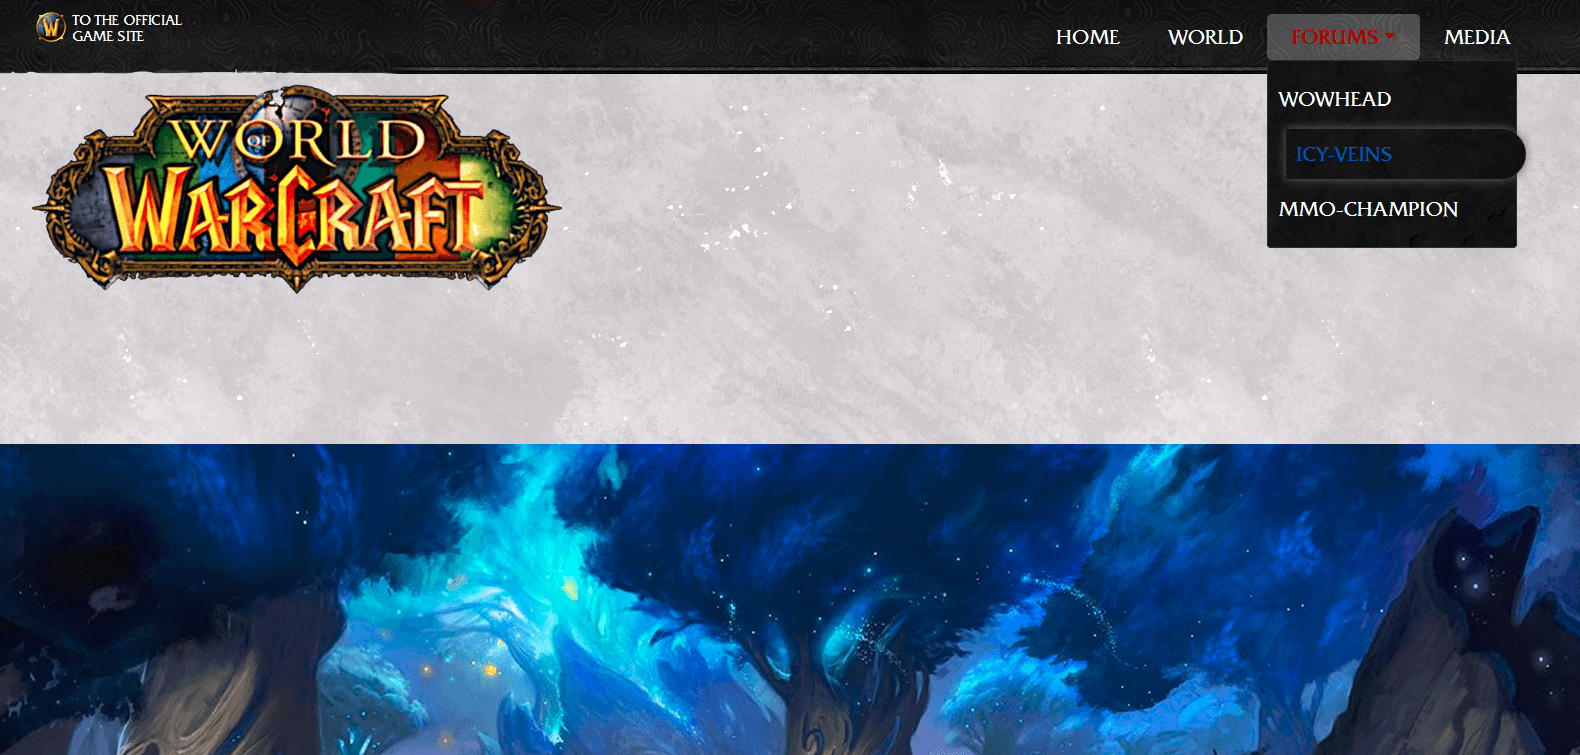 TO THE OFFICIAL
GAME SITE
HOME WORLD FORUMS MEDIA
WOWHEAD
ICY-VEINS
MMO-CHAMPION
WORLD
OF
WARCRAFT